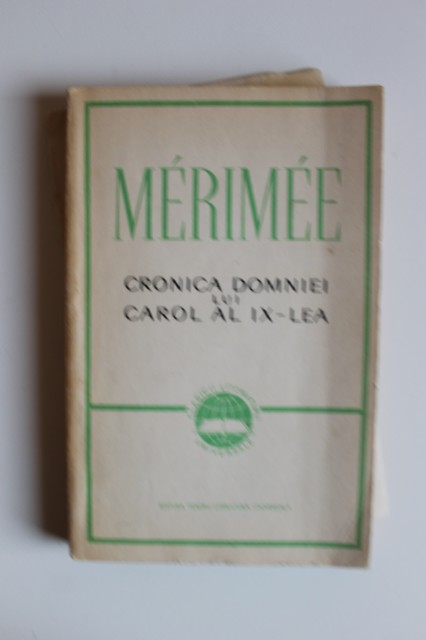 MÉRIMÉE
CRONICA DOMNIEI
LUI
CAROL AL IX-LEA